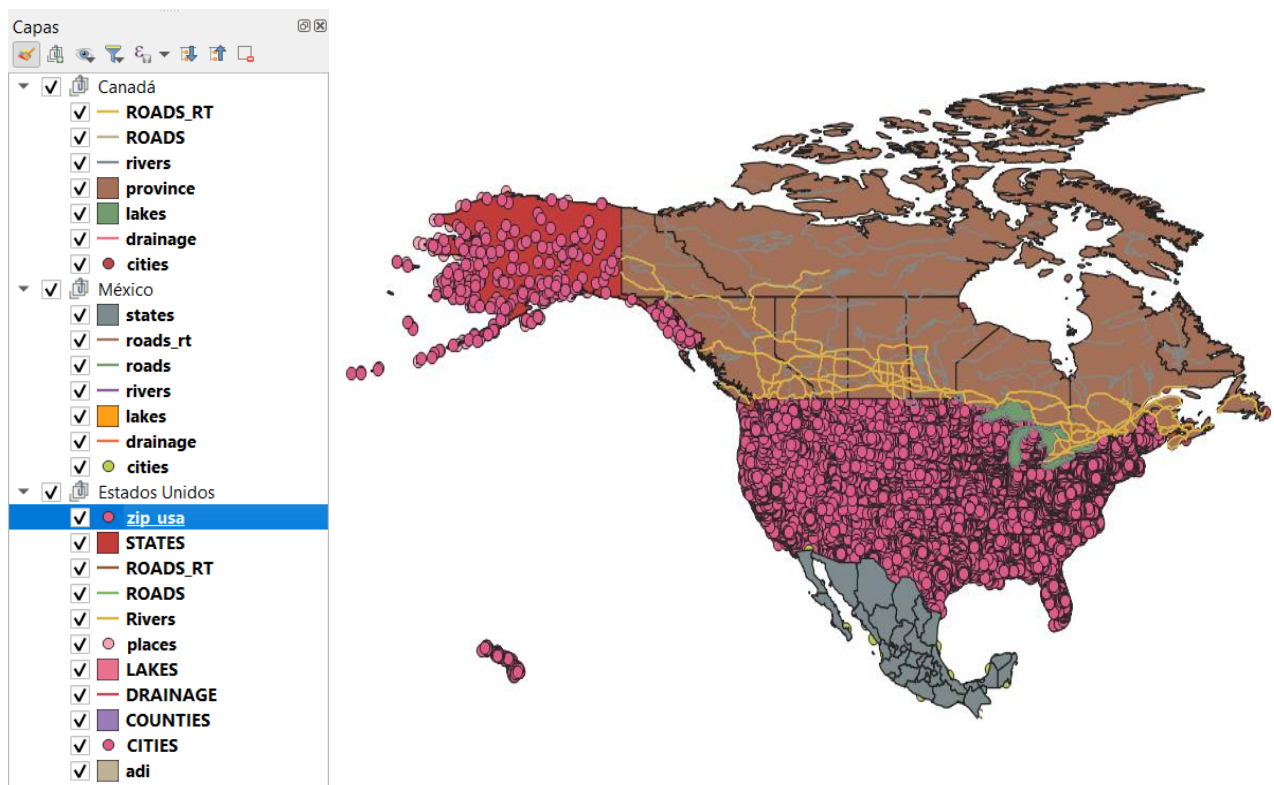 Capas
Canadá
ROADS_RT
ROADS
rivers
province
lakes
drainage
cities
México
states
roads_rt
roads
rivers
lakes
drainage
cities
Estados Unidos
zip_usa
STATES
ROADS_RT
ROADS
Rivers
places
LAKES
DRAINAGE
COUNTIES
CITIES
adi